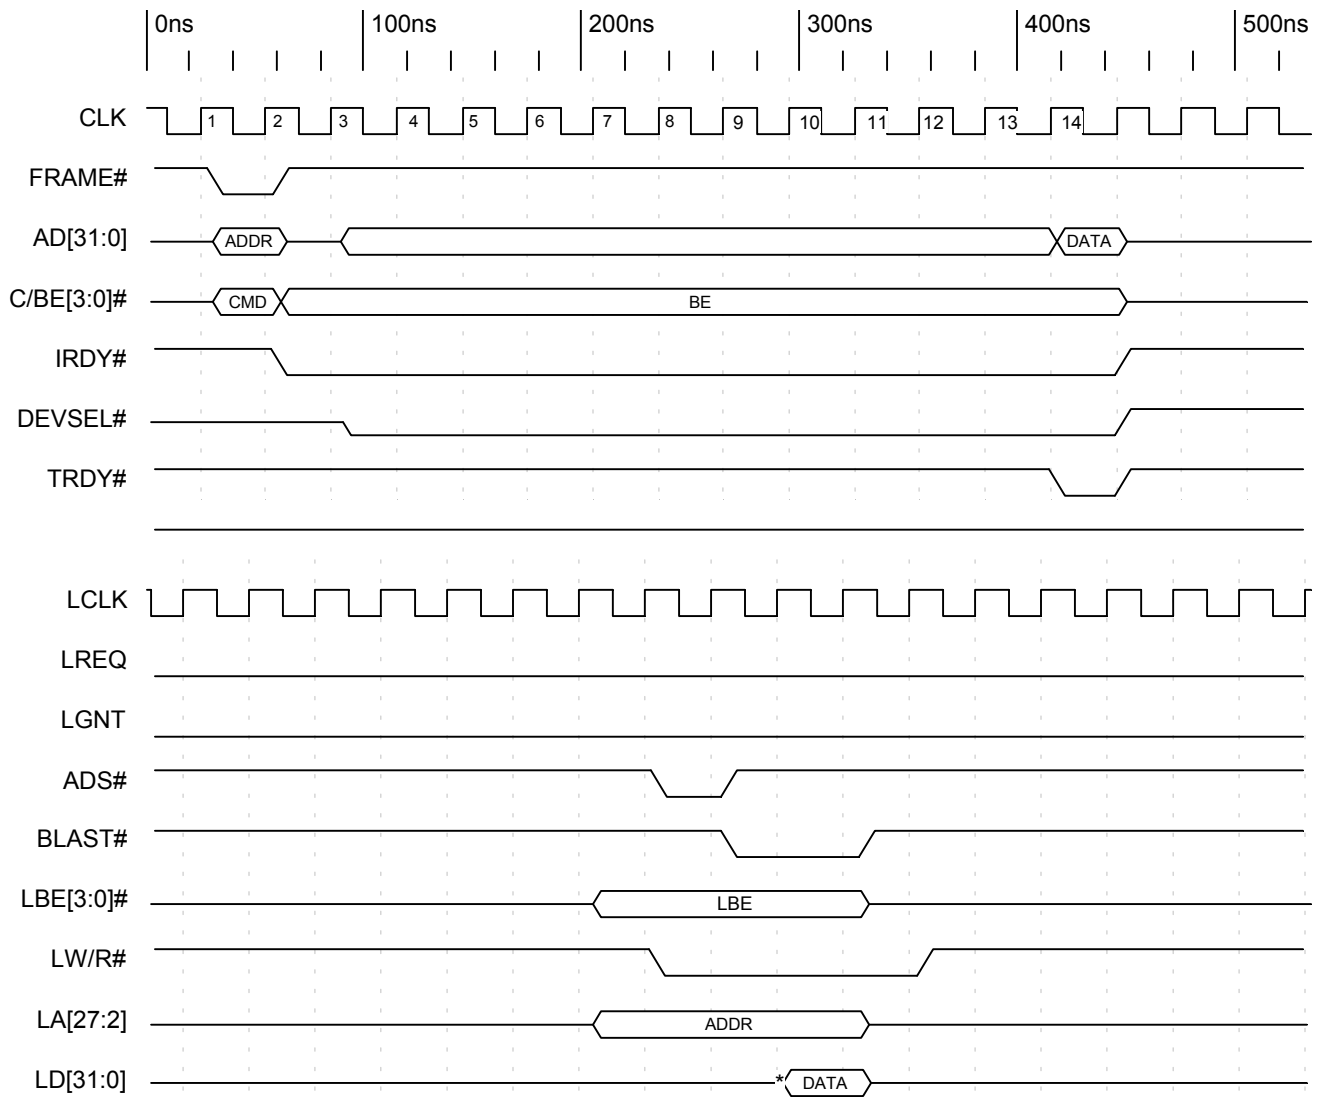 0ns 100ns 200ns 300ns 400ns 500ns
CLK 1 2 3 4 5 6 7 8 9 10 11 12 13 14
FRAME#
AD[31:0] ADDR DATA
C/BE[3:0]# CMD BE
IRDY#
DEVSEL#
TRDY#
LCLK
LREQ
LGNT
ADS#
BLAST#
LBE[3:0]# LBE
LW/R#
LA[27:2] ADDR
LD[31:0] * DATA